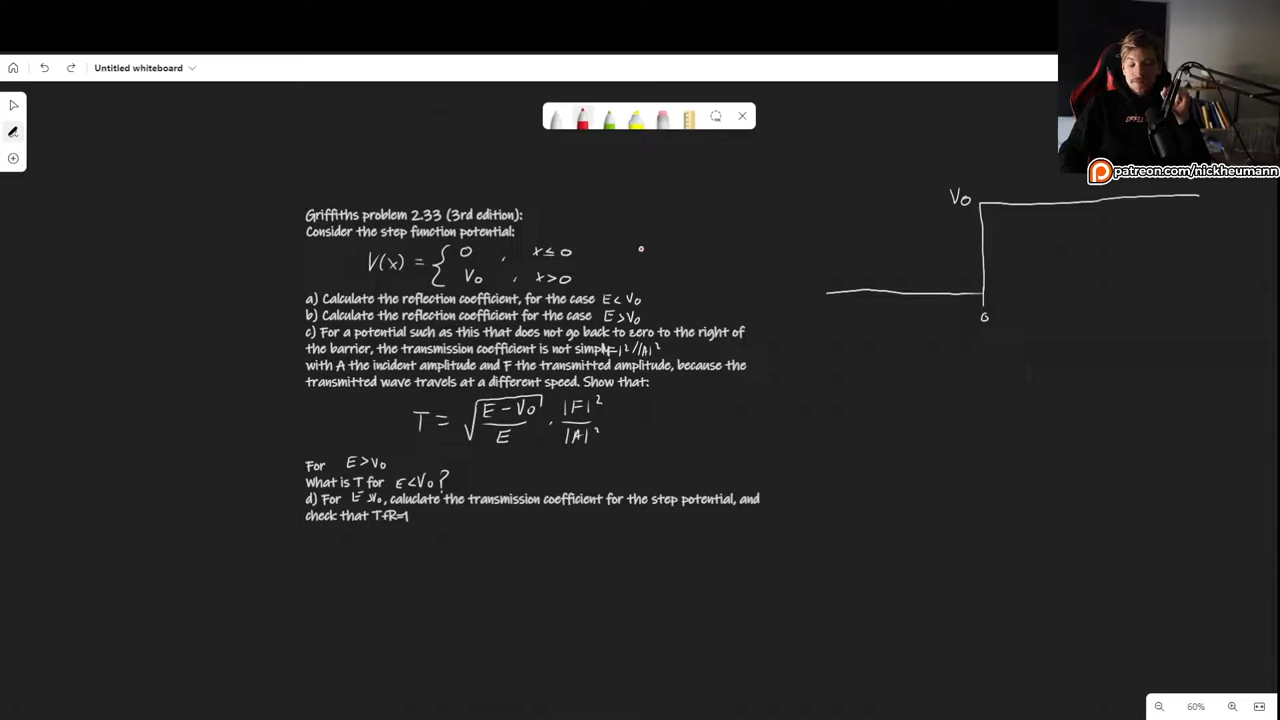 Untitled whiteboard
patreon.com/nickheumann
V₀
0
Griffiths problem 2.33 (3rd edition):
Consider the step function potential:
V(x) = { 0 , x ≤ 0
V₀ , x > 0
a) Calculate the reflection coefficient, for the case E < V₀
b) Calculate the reflection coefficient for the case E > V₀
c) For a potential such as this that does not go back to zero to the right of
the barrier, the transmission coefficient is not simply |F|²/|A|²
with A the incident amplitude and F the transmitted amplitude, because the
transmitted wave travels at a different speed. Show that:
T = √((E - V₀)/E) · |F|²/|A|²
For E > V₀
What is T for E < V₀?
d) For E > V₀, caluclate the transmission coefficient for the step potential, and
check that T+R=1
60%